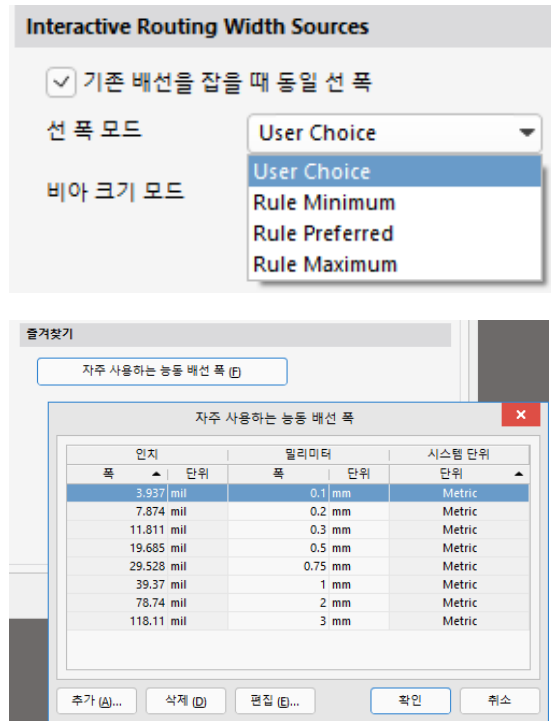 Interactive Routing Width Sources
기존 배선을 잡을 때 동일 선 폭
선 폭 모드 User Choice
User Choice
비아 크기 모드 Rule Minimum
Rule Preferred
Rule Maximum
즐겨찾기
자주 사용하는 능동 배선 폭 (F)
자주 사용하는 능동 배선 폭
인치 밀리미터 시스템 단위
폭 단위 폭 단위 단위
3.937 mil 0.1 mm Metric
7.874 mil 0.2 mm Metric
11.811 mil 0.3 mm Metric
19.685 mil 0.5 mm Metric
29.528 mil 0.75 mm Metric
39.37 mil 1 mm Metric
78.74 mil 2 mm Metric
118.11 mil 3 mm Metric
추가 (A)... 삭제 (D) 편집 (E)... 확인 취소